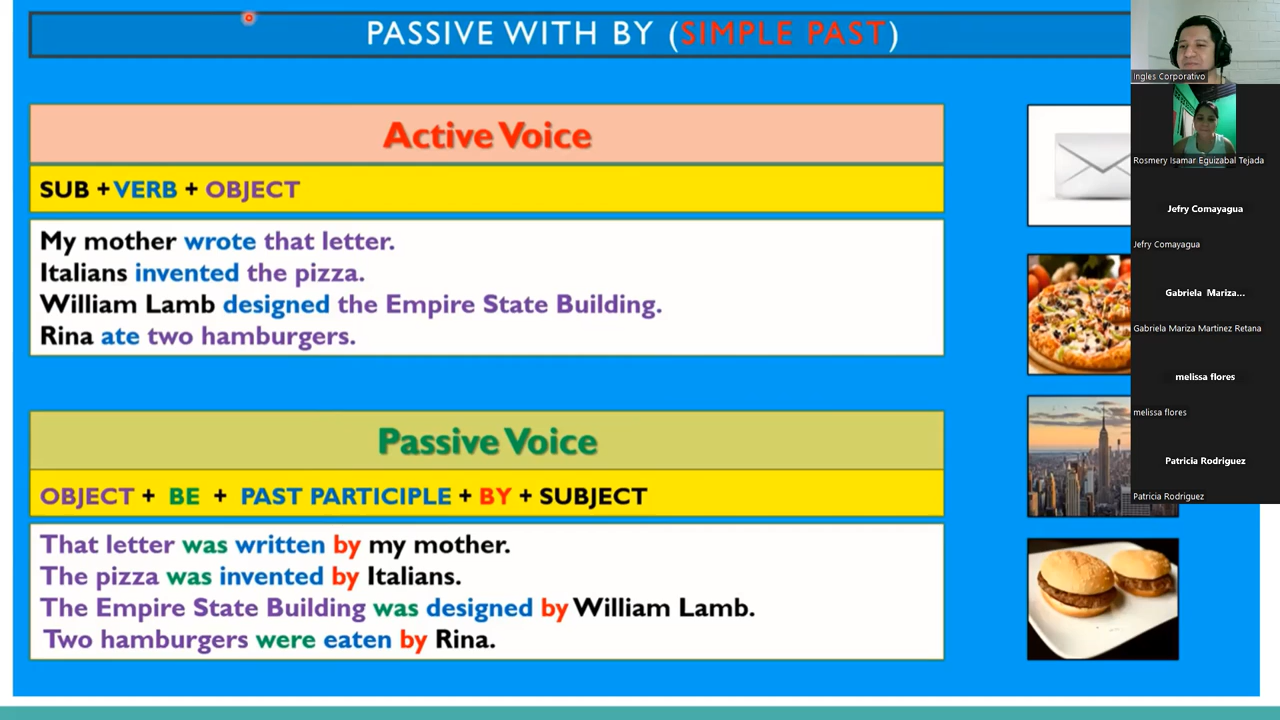 PASSIVE WITH BY (SIMPLE PAST)
Active Voice
SUB + VERB + OBJECT
My mother wrote that letter.
Italians invented the pizza.
William Lamb designed the Empire State Building.
Rina ate two hamburgers.
Passive Voice
OBJECT + BE + PAST PARTICIPLE + BY + SUBJECT
That letter was written by my mother.
The pizza was invented by Italians.
The Empire State Building was designed by William Lamb.
Two hamburgers were eaten by Rina.
Ingles Corporativo
Rosmery Isamar Eguizabal Tejada
Jefry Comayagua
Jefry Comayagua
Gabriela Mariza...
Gabriela Mariza Martinez Retana
melissa flores
melissa flores
Patricia Rodriguez
Patricia Rodriguez